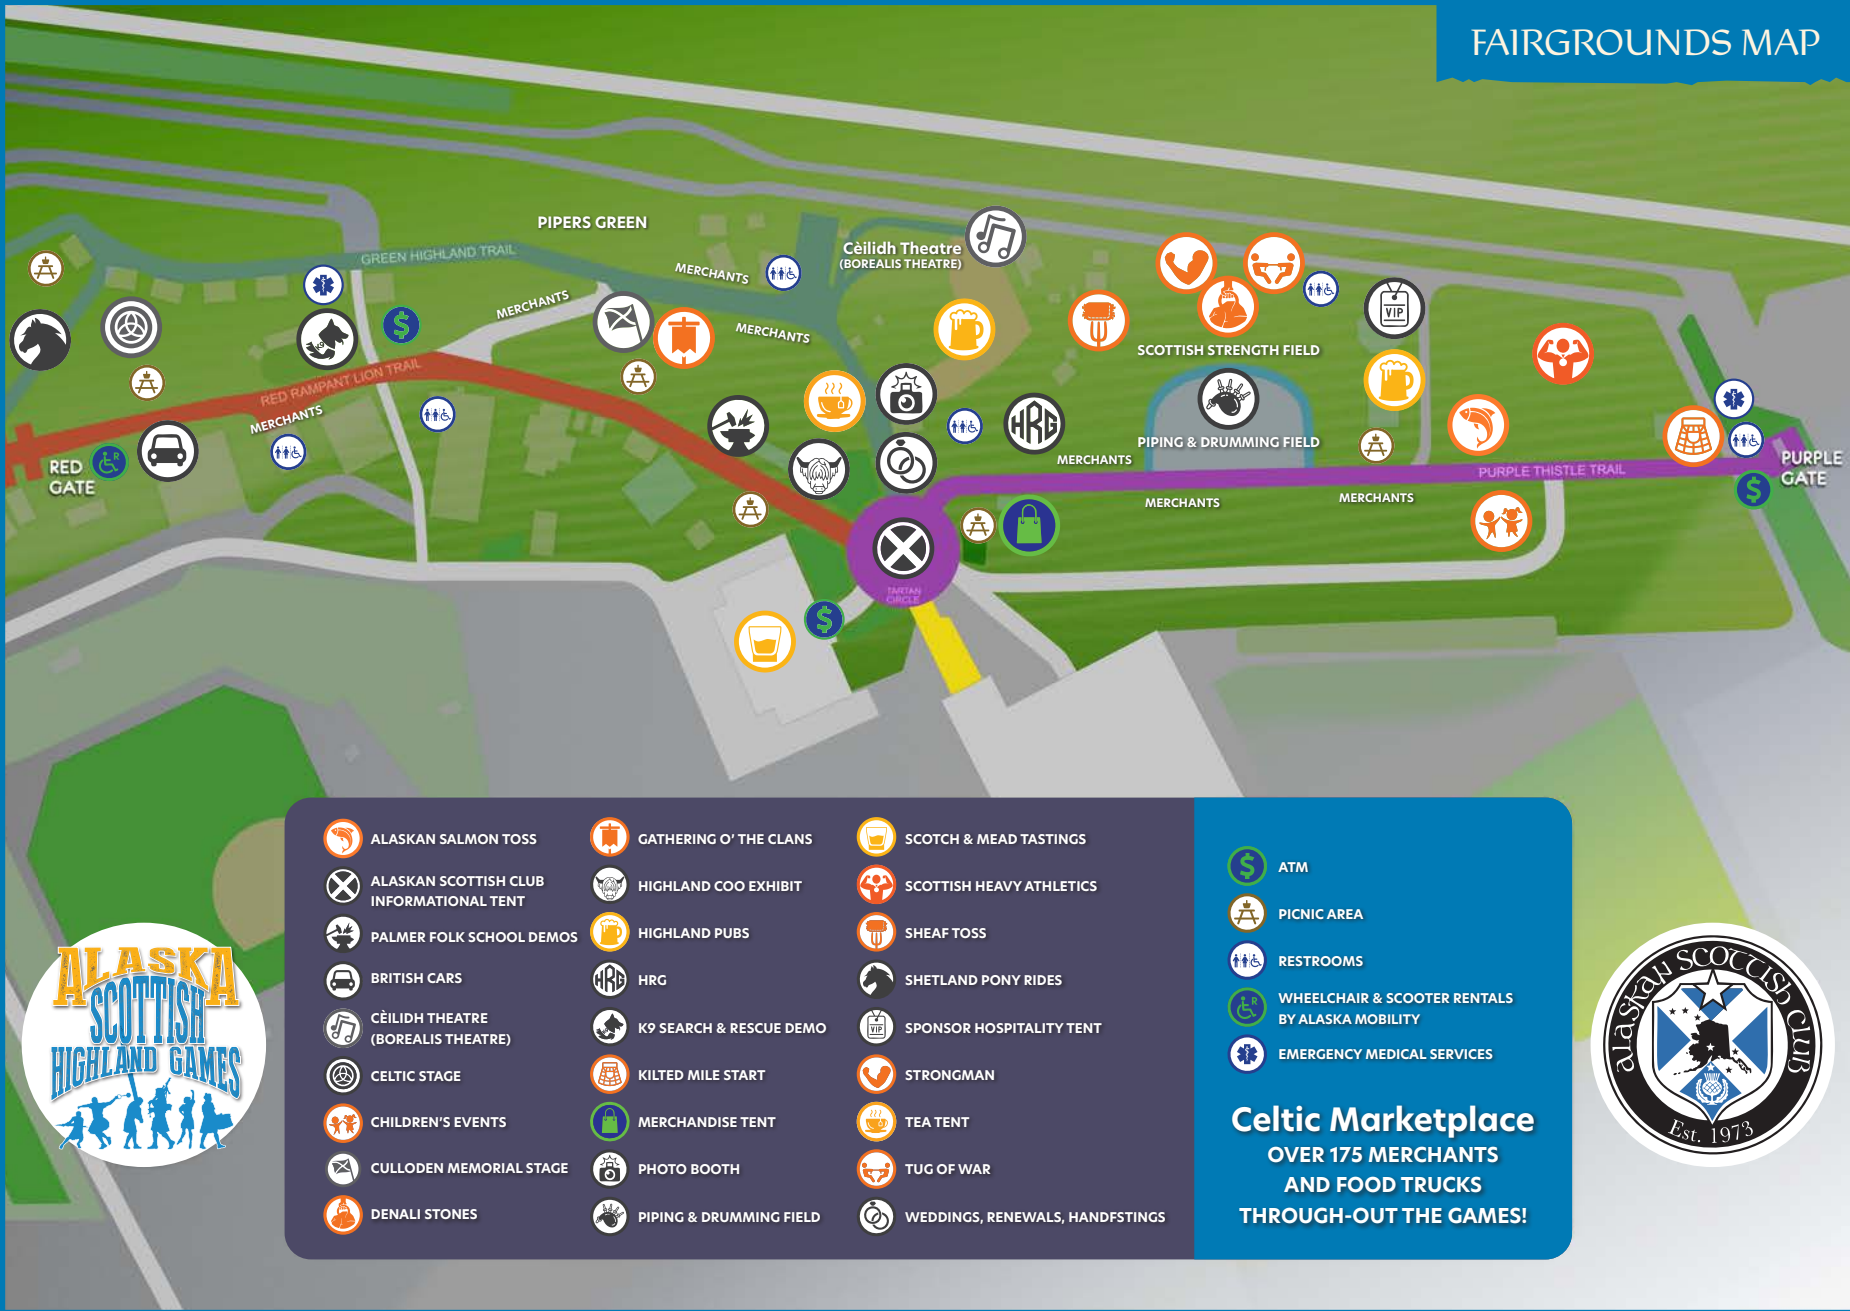 FAIRGROUNDS MAP
PIPERS GREEN
GREEN HIGHLAND TRAIL
MERCHANTS
Cèilidh Theatre
(BOREALIS THEATRE)
MERCHANTS
MERCHANTS
VIP
SCOTTISH STRENGTH FIELD
RED RAMPANT LION TRAIL
MERCHANTS
HRG
PIPING & DRUMMING FIELD
MERCHANTS
RED
GATE
R
PURPLE THISTLE TRAIL
PURPLE
GATE
MERCHANTS
MERCHANTS
$
$
$
TARTAN
CIRCLE
ALASKAN SALMON TOSS
ALASKAN SCOTTISH CLUB
INFORMATIONAL TENT
PALMER FOLK SCHOOL DEMOS
BRITISH CARS
CÈILIDH THEATRE
(BOREALIS THEATRE)
CELTIC STAGE
CHILDREN'S EVENTS
CULLODEN MEMORIAL STAGE
DENALI STONES
GATHERING O' THE CLANS
HIGHLAND COO EXHIBIT
HIGHLAND PUBS
HRG HRG
K9 SEARCH & RESCUE DEMO
KILTED MILE START
MERCHANDISE TENT
PHOTO BOOTH
PIPING & DRUMMING FIELD
SCOTCH & MEAD TASTINGS
SCOTTISH HEAVY ATHLETICS
SHEAF TOSS
SHETLAND PONY RIDES
VIP SPONSOR HOSPITALITY TENT
STRONGMAN
TEA TENT
TUG OF WAR
WEDDINGS, RENEWALS, HANDFSTINGS
$ ATM
PICNIC AREA
RESTROOMS
R WHEELCHAIR & SCOOTER RENTALS
BY ALASKA MOBILITY
EMERGENCY MEDICAL SERVICES
Celtic Marketplace
OVER 175 MERCHANTS
AND FOOD TRUCKS
THROUGH-OUT THE GAMES!
ALASKA
SCOTTISH
HIGHLAND GAMES
alaskan scottish club
Est. 1973